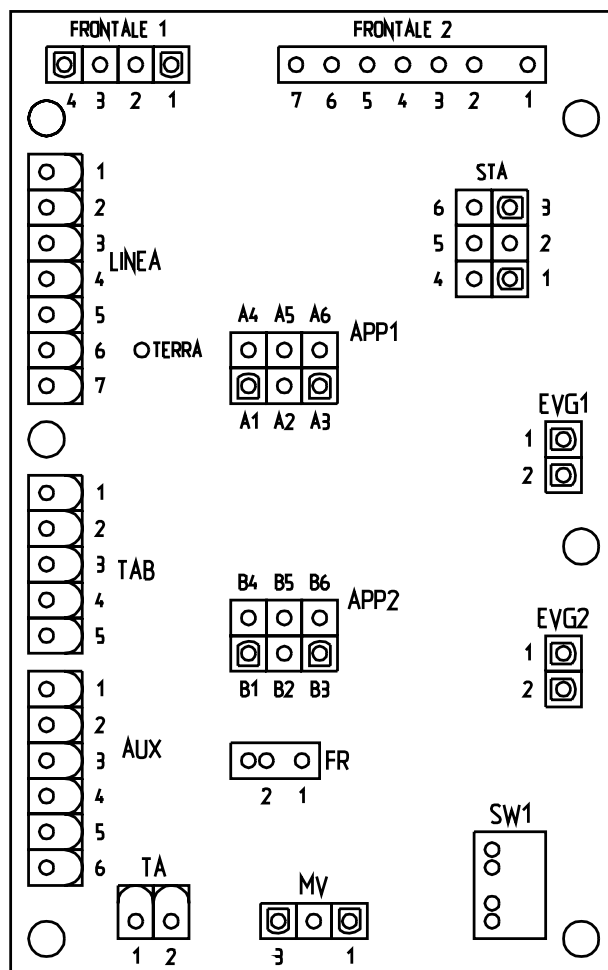 FRONTALE 1
FRONTALE 2
4 3 2 1
7 6 5 4 3 2 1
1
2
3
4
5
6
7
LINEA
TERRA
STA
6 3
5 2
4 1
A4 A5 A6
APP1
A1 A2 A3
EVG1
1
2
1
2
3
4
5
TAB
B4 B5 B6
APP2
B1 B2 B3
EVG2
1
2
1
2
3
4
5
6
AUX
FR
2 1
SW1
TA
1 2
MV
3 1